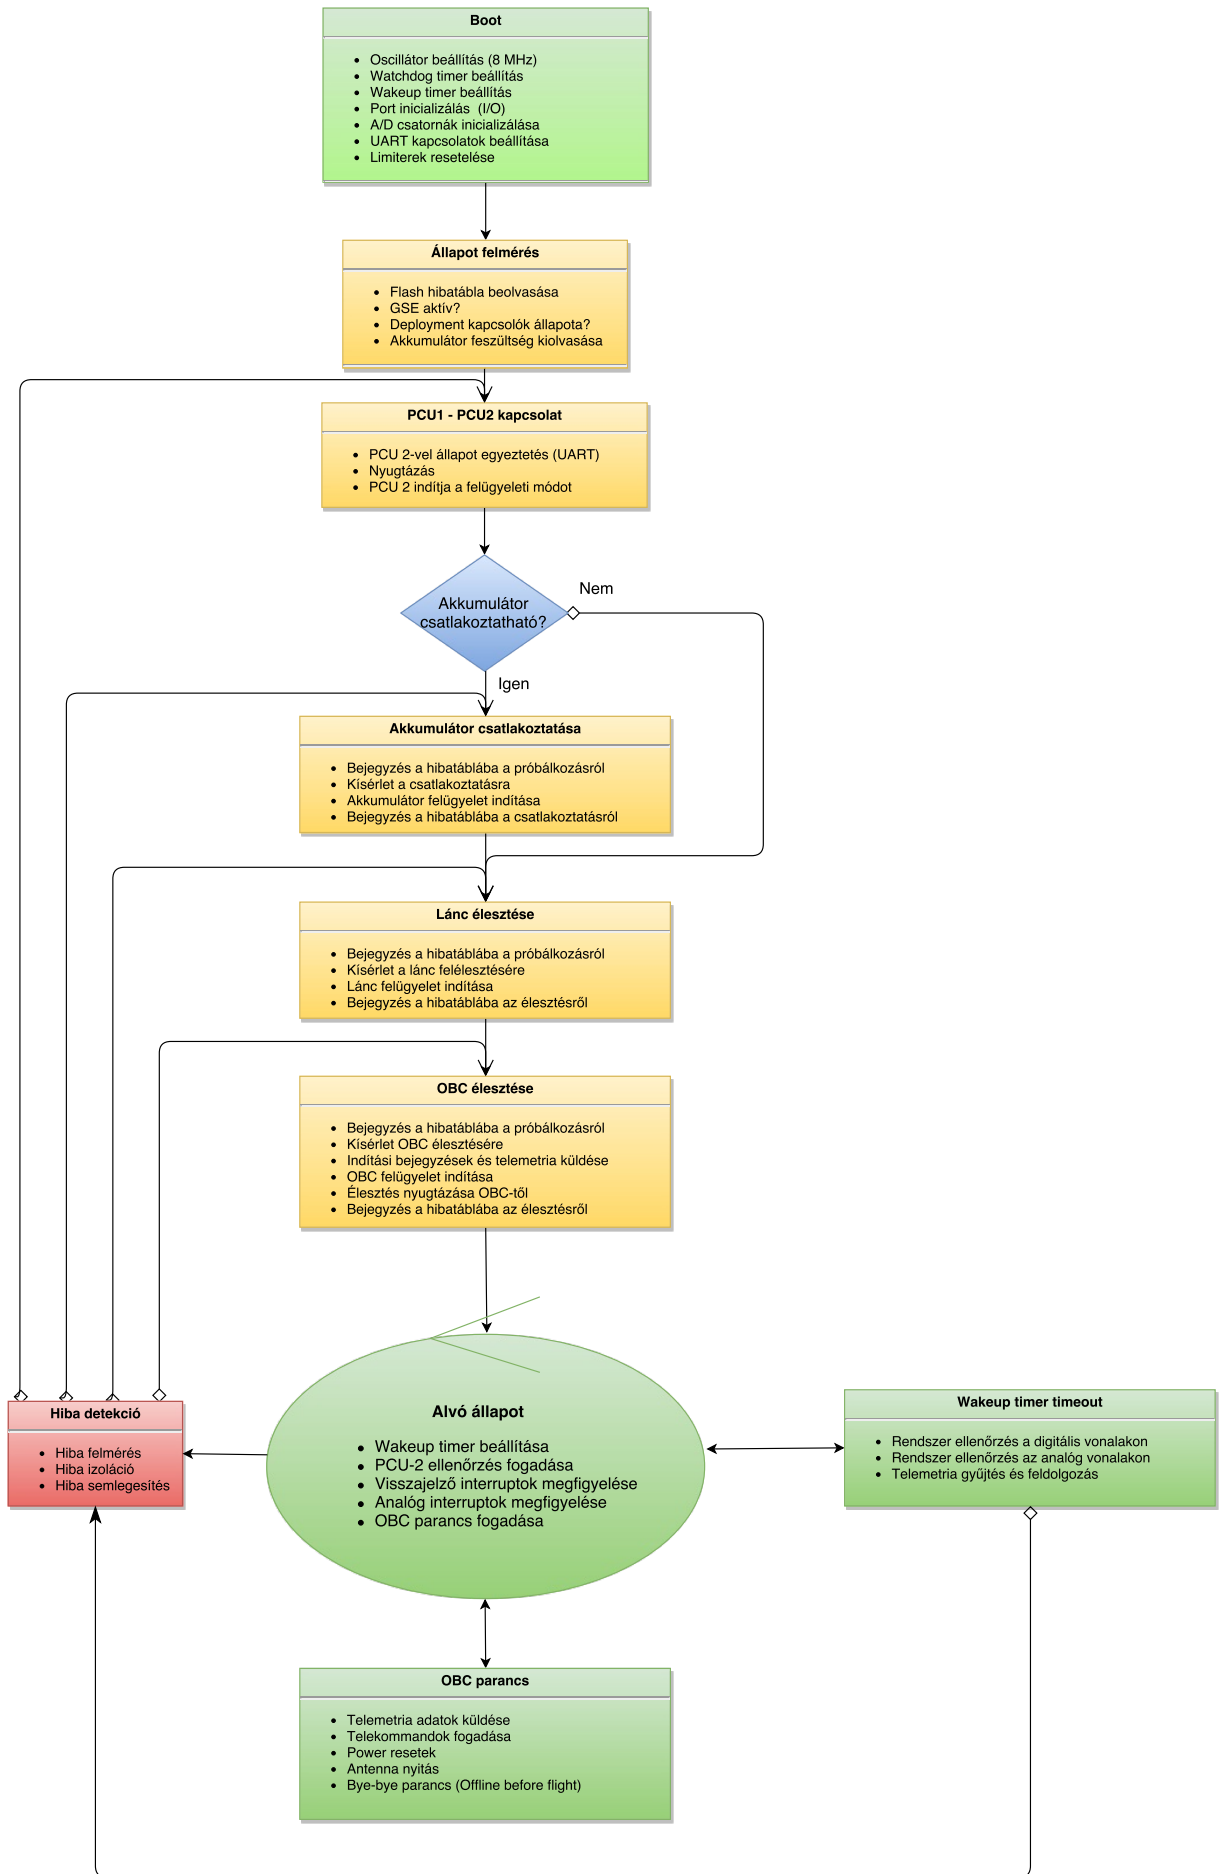 Boot
Oscillátor beállítás (8 MHz)
Watchdog timer beállítás
Wakeup timer beállítás
Port inicializálás (I/O)
A/D csatornák inicializálása
UART kapcsolatok beállítása
Limiterek resetelése
Állapot felmérés
Flash hibatábla beolvasása
GSE aktív?
Deployment kapcsolók állapota?
Akkumulátor feszültség kiolvasása
PCU1 - PCU2 kapcsolat
PCU 2-vel állapot egyeztetés (UART)
Nyugtázás
PCU 2 indítja a felügyeleti módot
Akkumulátor
csatlakoztatható?
Nem
Igen
Akkumulátor csatlakoztatása
Bejegyzés a hibatáblába a próbálkozásról
Kísérlet a csatlakoztatásra
Akkumulátor felügyelet indítása
Bejegyzés a hibatáblába a csatlakoztatásról
Lánc élesztése
Bejegyzés a hibatáblába a próbálkozásról
Kísérlet a lánc felélesztésére
Lánc felügyelet indítása
Bejegyzés a hibatáblába az élesztésről
OBC élesztése
Bejegyzés a hibatáblába a próbálkozásról
Kísérlet OBC élesztésére
Indítási bejegyzések és telemetria küldése
OBC felügyelet indítása
Élesztés nyugtázása OBC-től
Bejegyzés a hibatáblába az élesztésről
Hiba detekció
Hiba felmérés
Hiba izoláció
Hiba semlegesítés
Alvó állapot
Wakeup timer beállítása
PCU-2 ellenőrzés fogadása
Visszajelző interruptok megfigyelése
Analóg interruptok megfigyelése
OBC parancs fogadása
Wakeup timer timeout
Rendszer ellenőrzés a digitális vonalakon
Rendszer ellenőrzés az analóg vonalakon
Telemetria gyűjtés és feldolgozás
OBC parancs
Telemetria adatok küldése
Telekommandok fogadása
Power resetek
Antenna nyitás
Bye-bye parancs (Offline before flight)